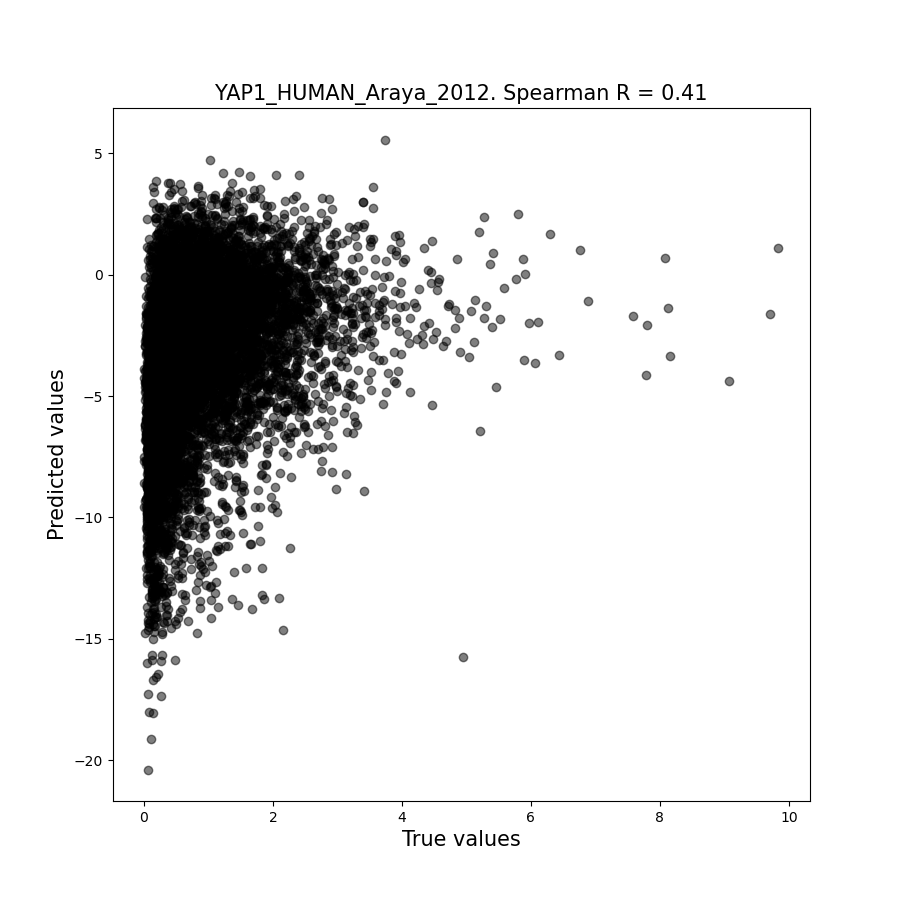 YAP1_HUMAN_Araya_2012. Spearman R = 0.41
5
0
−5
−10
−15
−20
Predicted values
0 2 4 6 8 10
True values